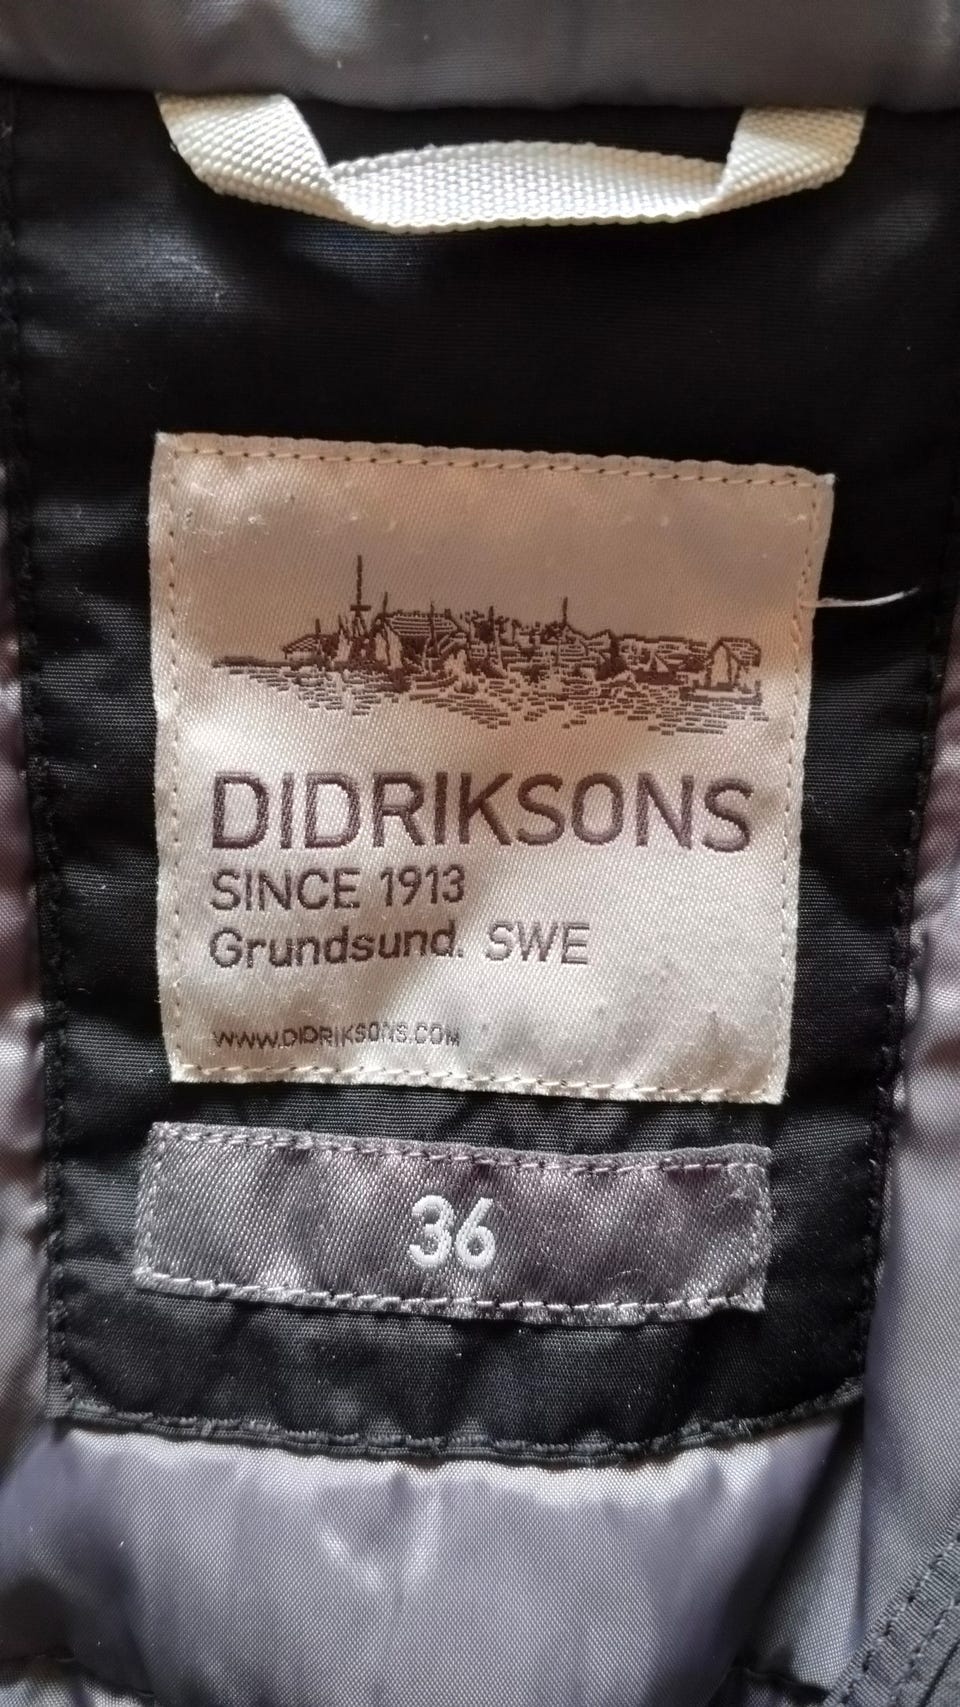 DIDRIKSONS
SINCE 1913
Grundsund. SWE
WWW.DIDRIKSONS.COM
36